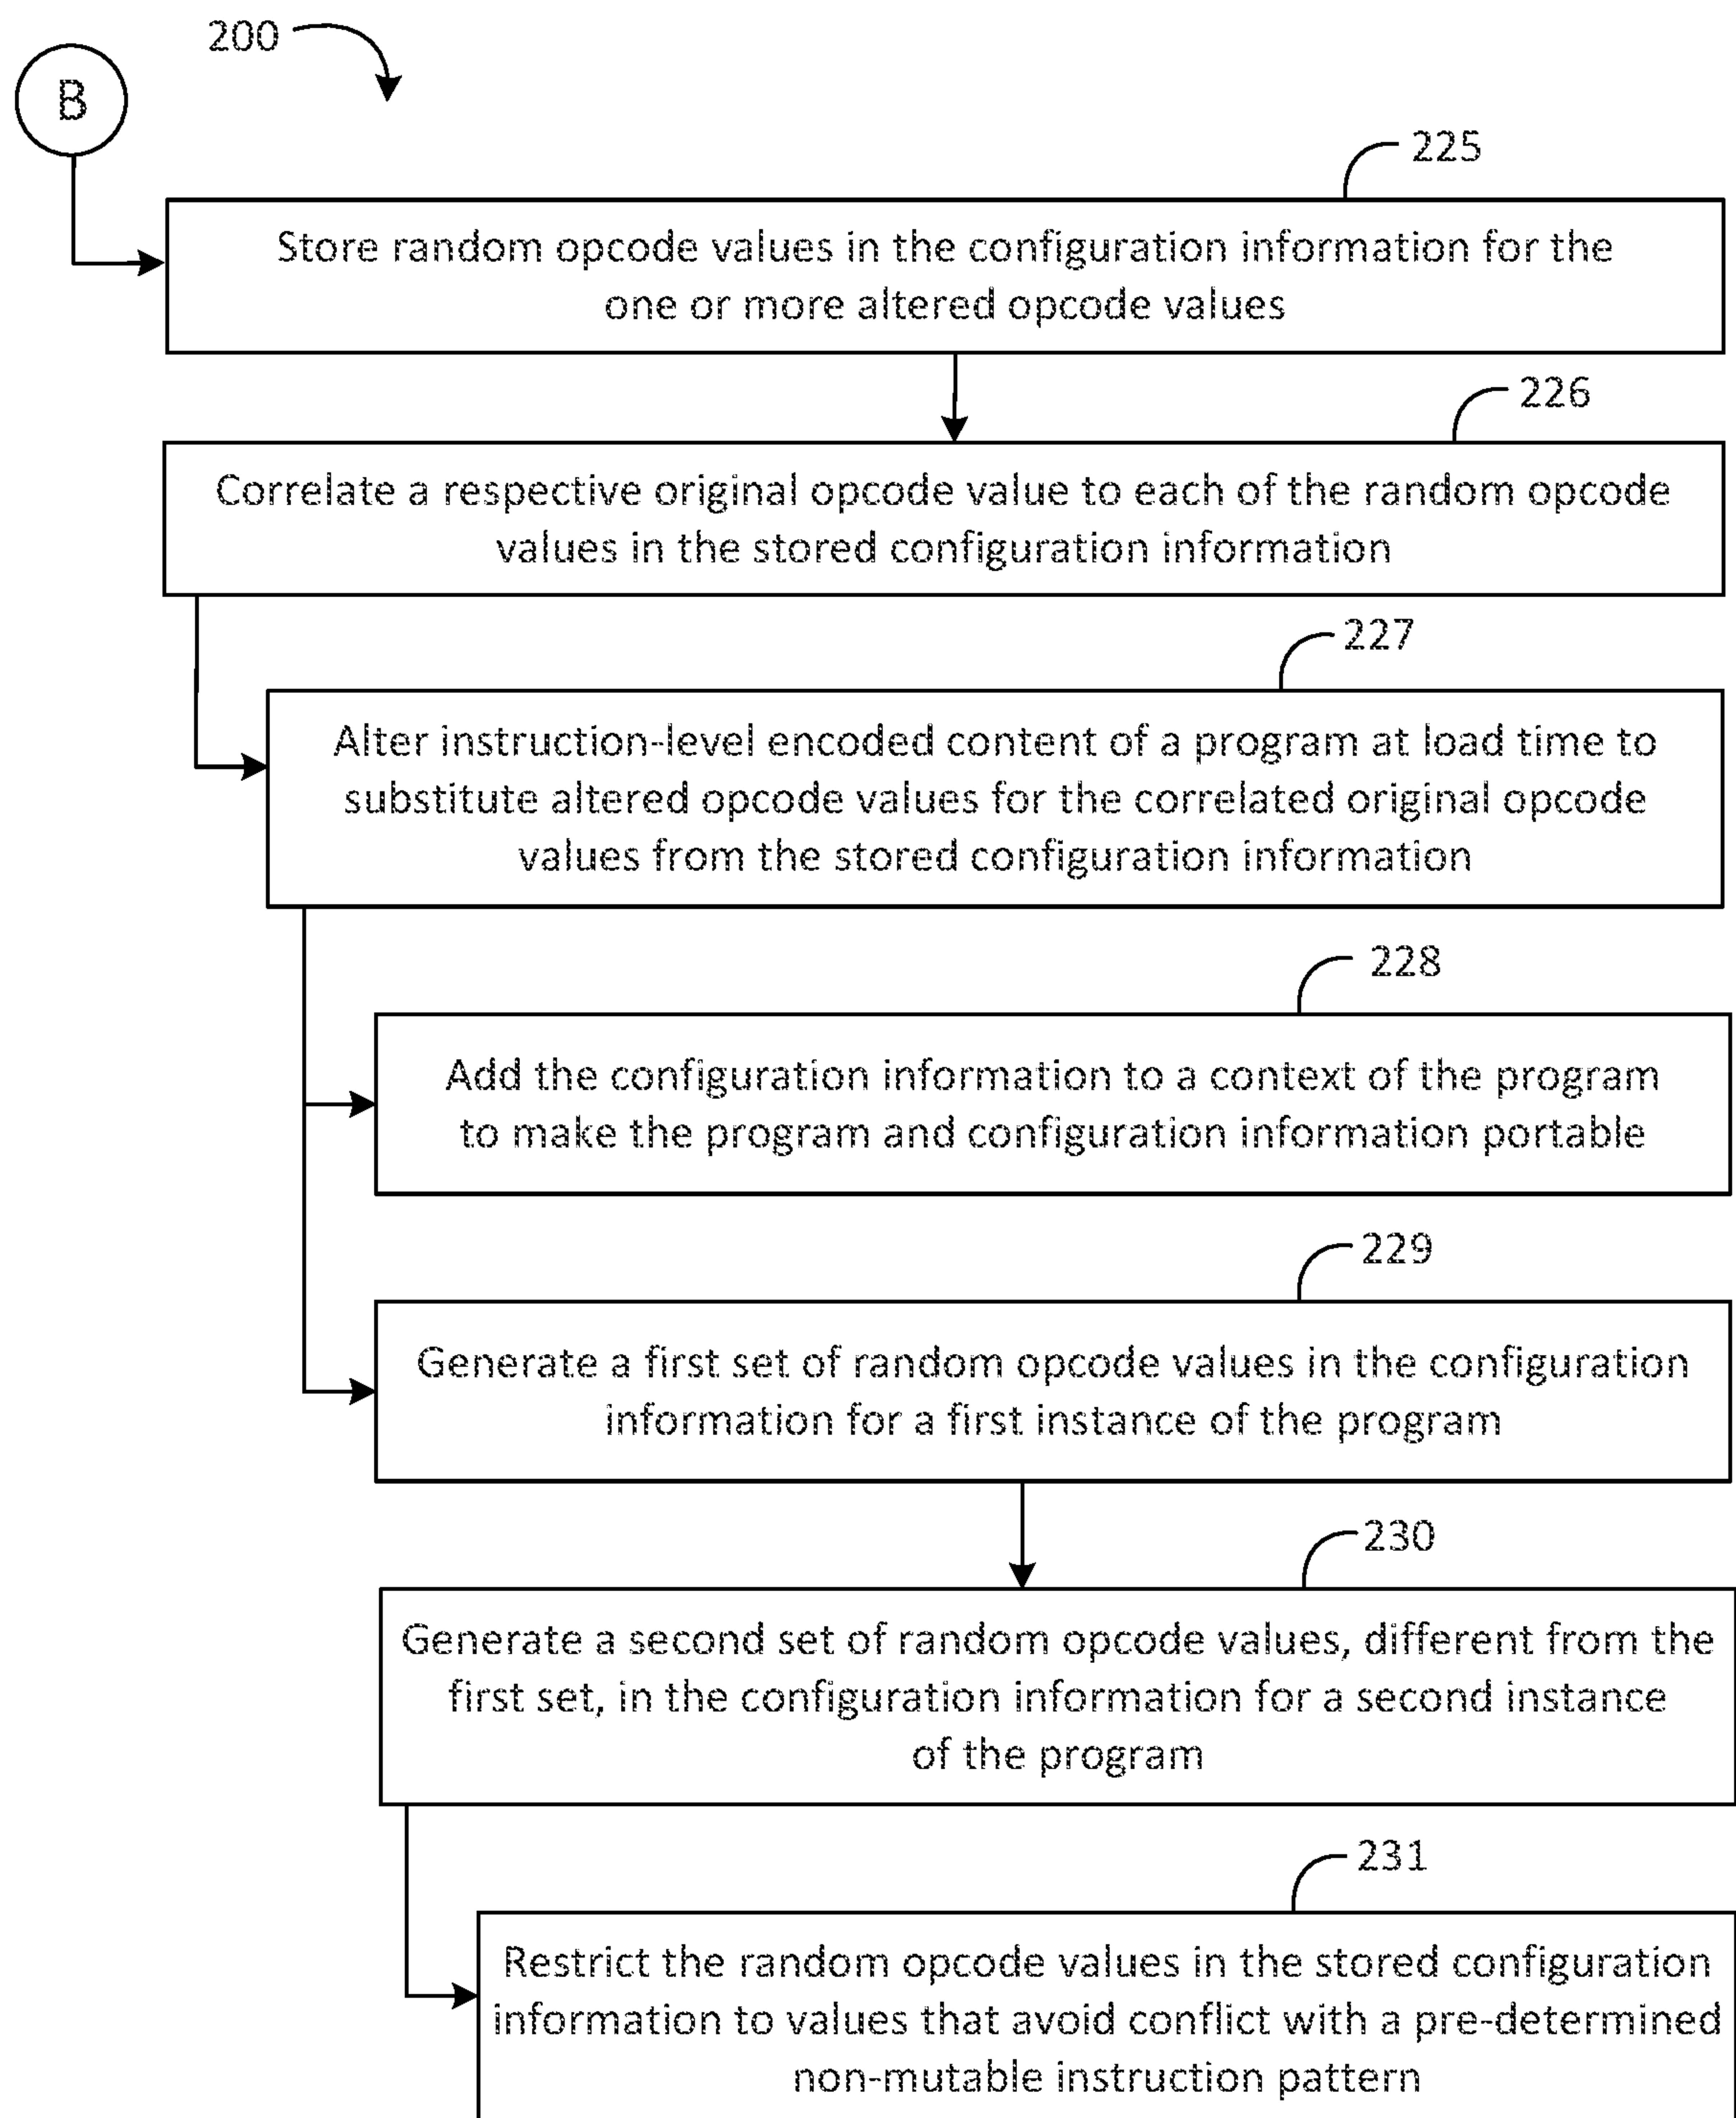 200
B
225
Store random opcode values in the configuration information for the
one or more altered opcode values
226
Correlate a respective original opcode value to each of the random opcode
values in the stored configuration information
227
Alter instruction-level encoded content of a program at load time to
substitute altered opcode values for the correlated original opcode
values from the stored configuration information
228
Add the configuration information to a context of the program
to make the program and configuration information portable
229
Generate a first set of random opcode values in the configuration
information for a first instance of the program
230
Generate a second set of random opcode values, different from the
first set, in the configuration information for a second instance
of the program
231
Restrict the random opcode values in the stored configuration
information to values that avoid conflict with a pre-determined
non-mutable instruction pattern